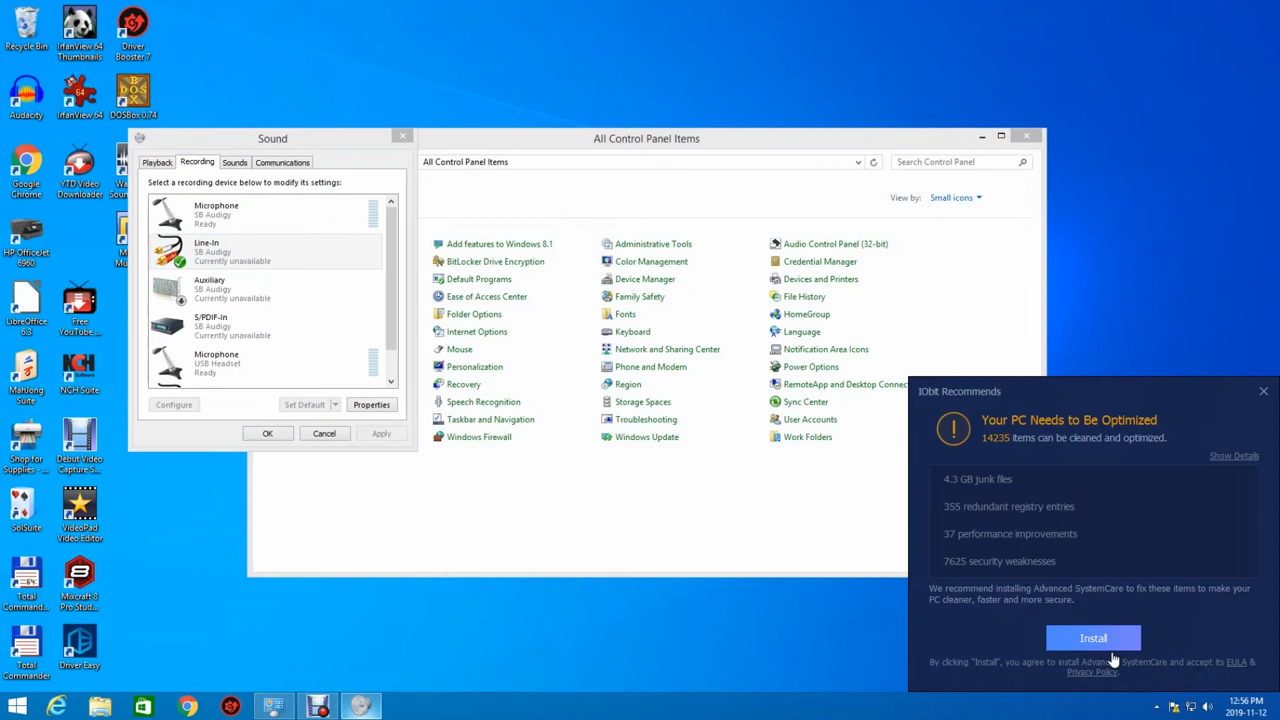 Recycle Bin
IrfanView 64
Thumbnails
Driver
Booster 7
Audacity
IrfanView 64
DOSBox 0.74
Google
Chrome
YTD Video
Downloader
HP OfficeJet
6960
LibreOffice
6.3
Free
YouTube ...
MahJong
Suite
NCH Suite
Shop for
Supplies - ...
Debut Video
Capture S...
SolSuite
VideoPad
Video Editor
Total
Comman...
Mixcraft 8
Pro Stud...
Total
Commander
Driver Easy
Sound
Playback
Recording
Sounds
Communications
Select a recording device below to modify its settings:
Microphone
SB Audigy
Ready
Line-In
SB Audigy
Currently unavailable
Auxiliary
SB Audigy
Currently unavailable
S/PDIF-In
SB Audigy
Currently unavailable
Microphone
USB Headset
Ready
Configure
Set Default
Properties
OK
Cancel
Apply
All Control Panel Items
All Control Panel Items
Search Control Panel
View by:
Small icons
Add features to Windows 8.1
Administrative Tools
Audio Control Panel (32-bit)
BitLocker Drive Encryption
Color Management
Credential Manager
Default Programs
Device Manager
Devices and Printers
Ease of Access Center
Family Safety
File History
Folder Options
Fonts
HomeGroup
Internet Options
Keyboard
Language
Mouse
Network and Sharing Center
Notification Area Icons
Personalization
Phone and Modem
Power Options
Recovery
Region
RemoteApp and Desktop Connec
Speech Recognition
Storage Spaces
Sync Center
Taskbar and Navigation
Troubleshooting
User Accounts
Windows Firewall
Windows Update
Work Folders
IObit Recommends
Your PC Needs to Be Optimized
14235 items can be cleaned and optimized.
Show Details
4.3 GB junk files
355 redundant registry entries
37 performance improvements
7625 security weaknesses
We recommend installing Advanced SystemCare to fix these items to make your
PC cleaner, faster and more secure.
Install
By clicking "Install", you agree to install Advanced SystemCare and accept its EULA &
Privacy Policy.
12:56 PM
2019-11-12